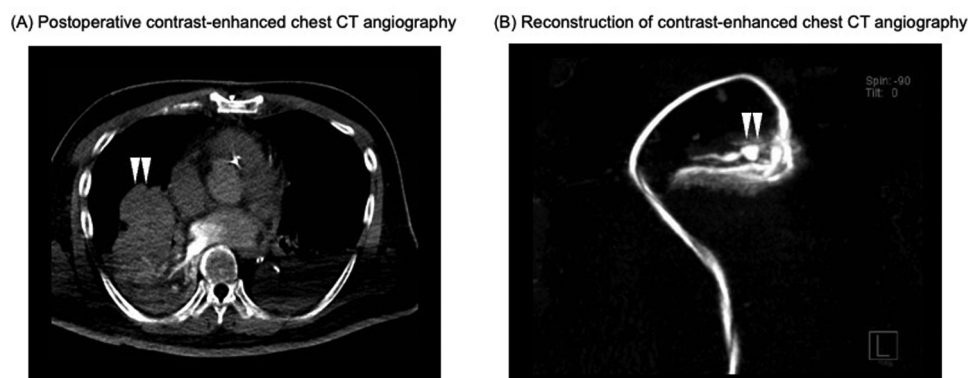 (A) Postoperative contrast-enhanced chest CT angiography
(B) Reconstruction of contrast-enhanced chest CT angiography
Spin: -90
Tilt: 0
L